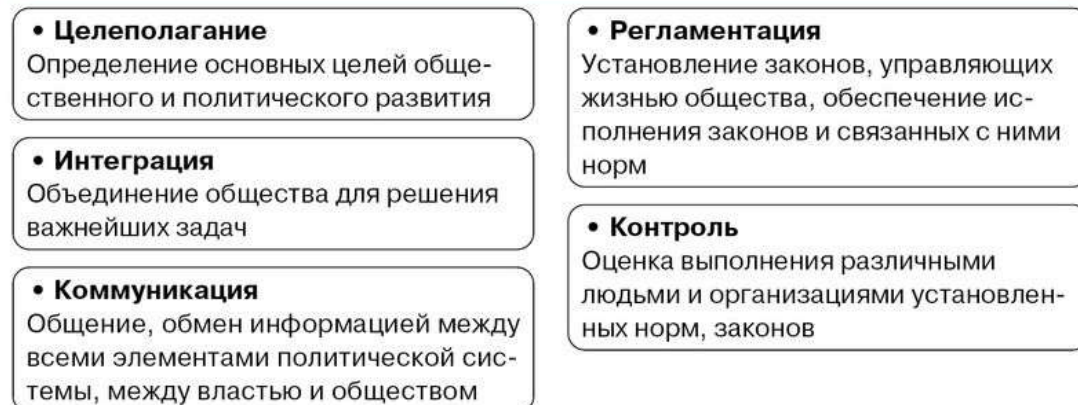 • Целеполагание
Определение основных целей обще-
ственного и политического развития
• Интеграция
Объединение общества для решения
важнейших задач
• Коммуникация
Общение, обмен информацией между
всеми элементами политической сис-
темы, между властью и обществом
• Регламентация
Установление законов, управляющих
жизнью общества, обеспечение ис-
полнения законов и связанных с ними
норм
• Контроль
Оценка выполнения различными
людьми и организациями установлен-
ных норм, законов